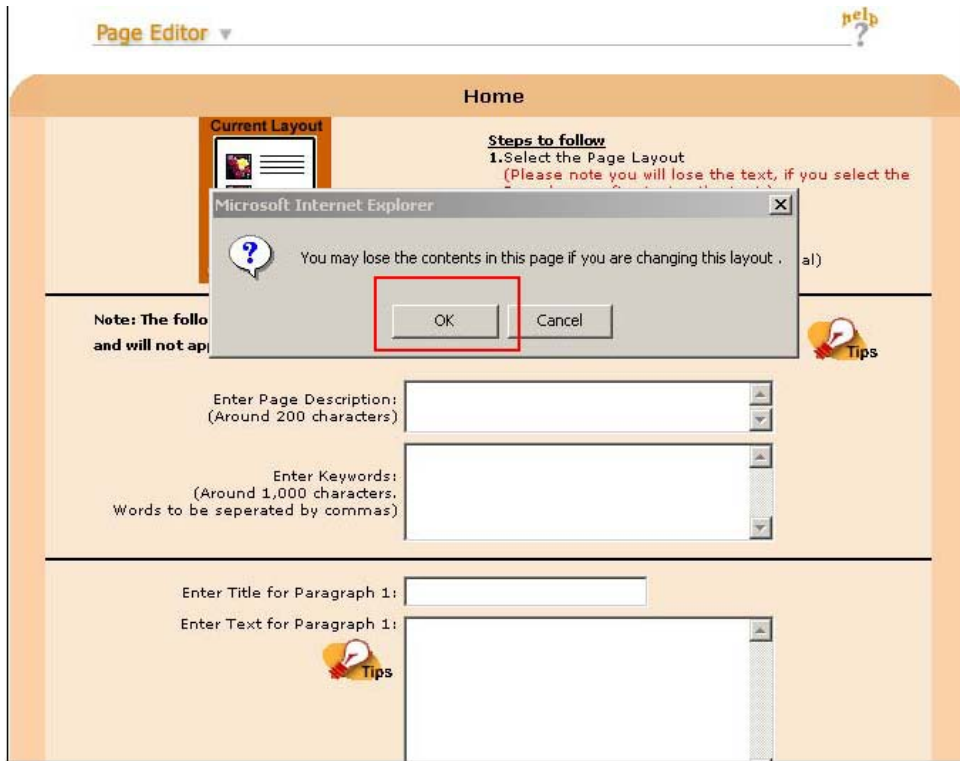 Page Editor
help
?
Home
Current Layout
Steps to follow
1.Select the Page Layout
(Please note you will lose the text, if you select the
Microsoft Internet Explorer
You may lose the contents in this page if you are changing this layout .
al)
OK
Cancel
Note: The follo
and will not ap
Tips
Enter Page Description:
(Around 200 characters)
Enter Keywords:
(Around 1,000 characters.
Words to be seperated by commas)
Enter Title for Paragraph 1:
Enter Text for Paragraph 1:
Tips